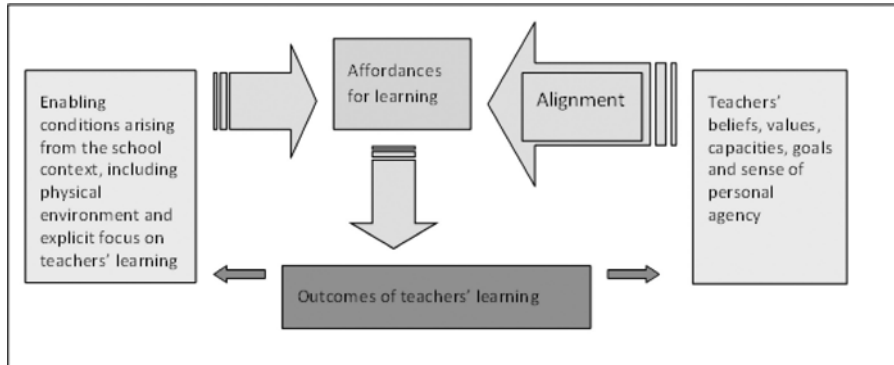 Enabling
conditions arising
from the school
context, including
physical
environment and
explicit focus on
teachers' learning
Affordances
for learning
Alignment
Teachers'
beliefs, values,
capacities, goals
and sense of
personal
agency
Outcomes of teachers' learning